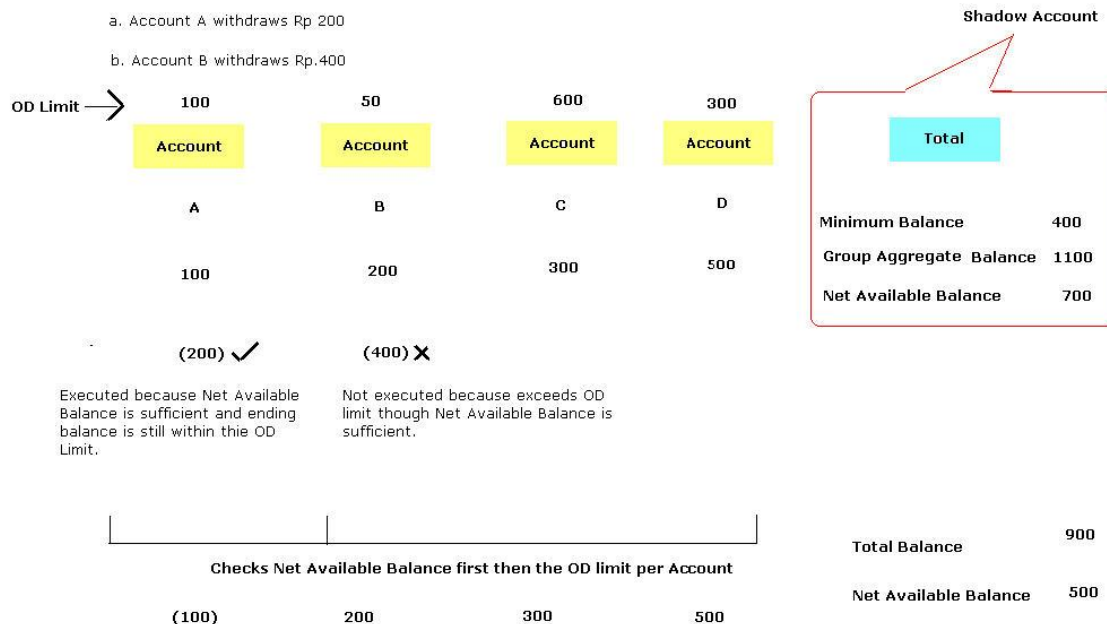 a. Account A withdraws Rp 200
Shadow Account
b. Account B withdraws Rp.400
OD Limit 100 50 600 300
Account Account Account Account Total
A B C D
Minimum Balance 400
Group Aggregate Balance 1100
100 200 300 500
Net Available Balance 700
(200) (400)
Executed because Net Available
Balance is sufficient and ending
balance is still within thie OD
Limit.
Not executed because exceeds OD
limit though Net Available Balance is
sufficient.
Total Balance 900
Checks Net Available Balance first then the OD limit per Account
Net Available Balance 500
(100) 200 300 500